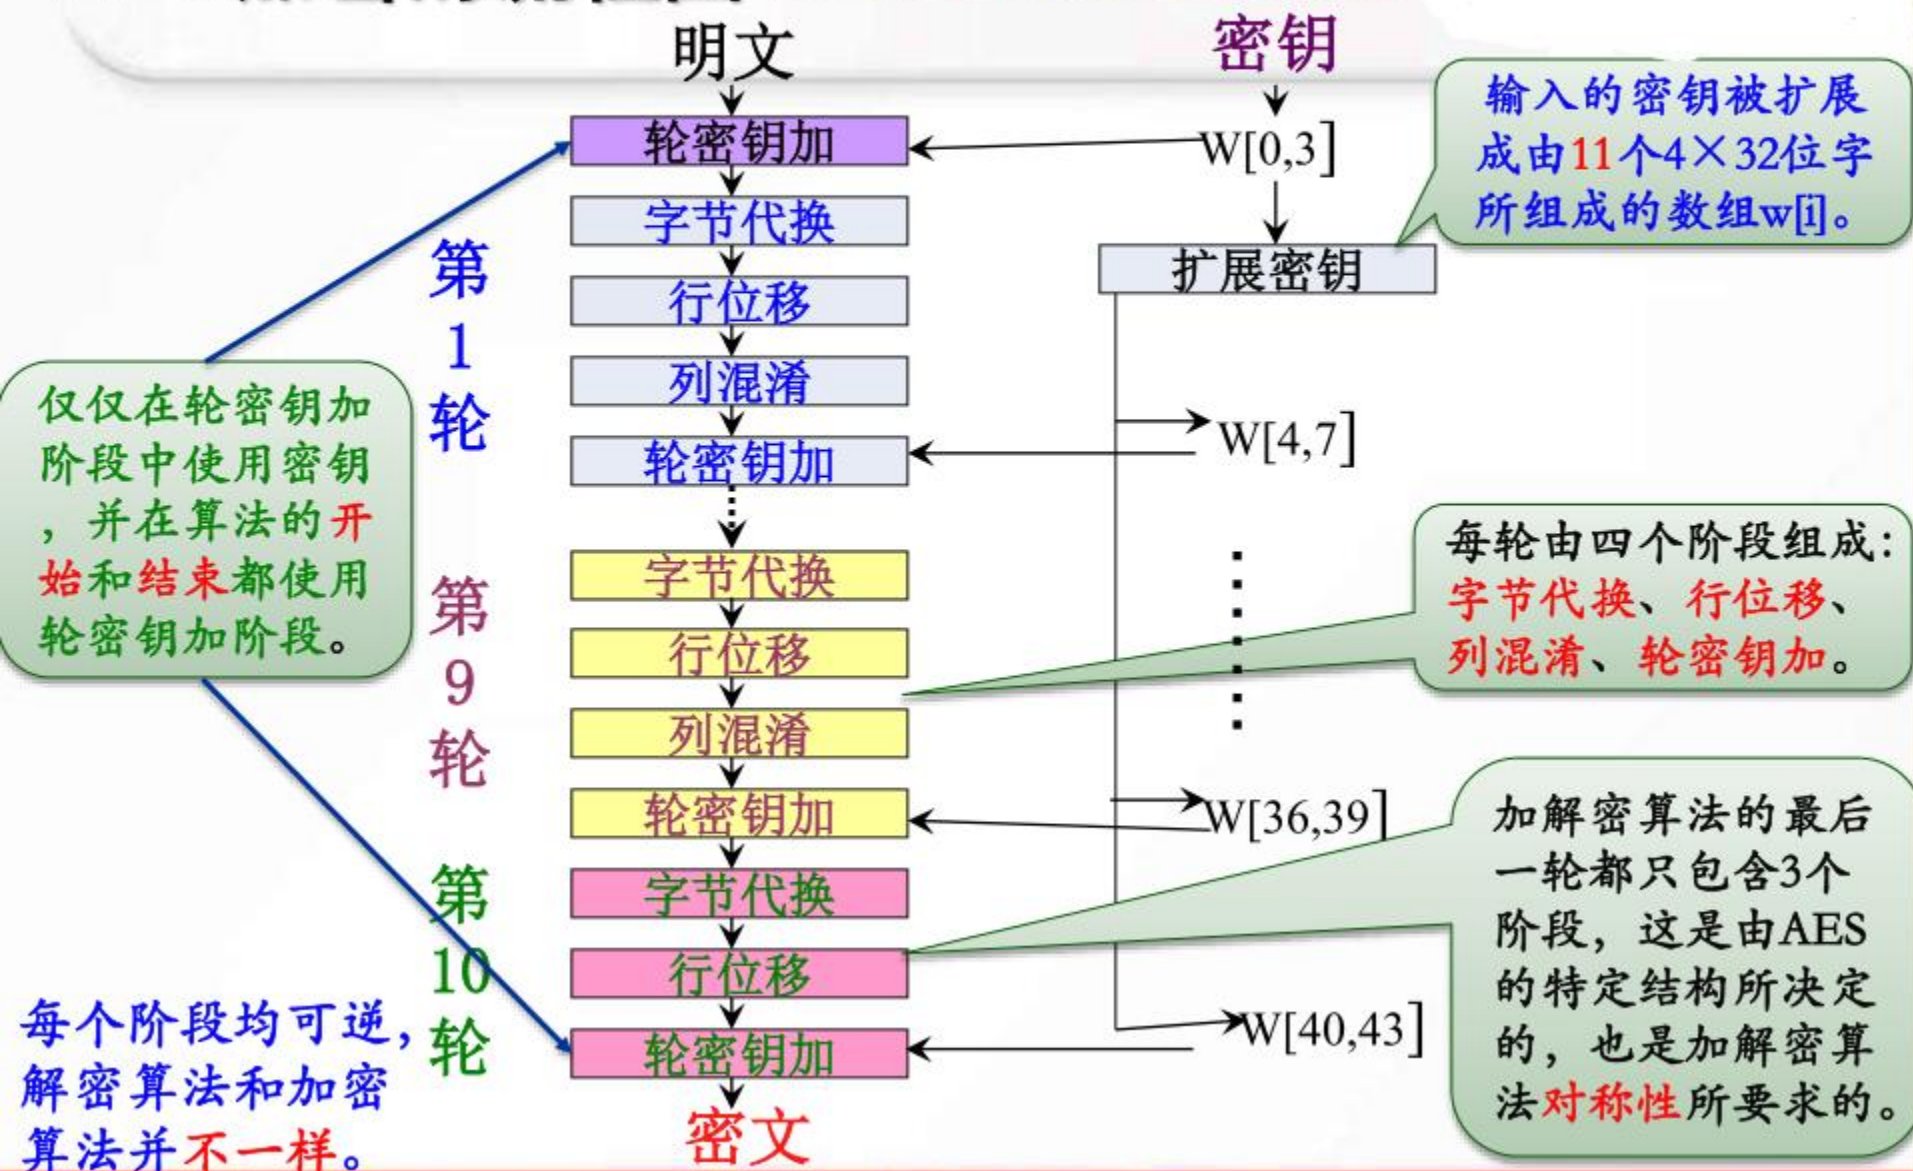 明文
密钥
轮密钥加
W[0,3]
输入的密钥被扩展
成由11个4×32位字
所组成的数组w[i]。
第
1
轮
字节代换
扩展密钥
行位移
列混淆
轮密钥加
W[4,7]
仅仅在轮密钥加
阶段中使用密钥
,并在算法的开
始和结束都使用
轮密钥加阶段。
第
9
轮
字节代换
行位移
列混淆
轮密钥加
W[36,39]
每轮由四个阶段组成:
字节代换、行位移、
列混淆、轮密钥加。
第
10
轮
字节代换
行位移
轮密钥加
W[40,43]
加解密算法的最后
一轮都只包含3个
阶段，这是由AES
的特定结构所决定
的，也是加解密算
法对称性所要求的。
每个阶段均可逆，
解密算法和加密
算法并不一样。
密文